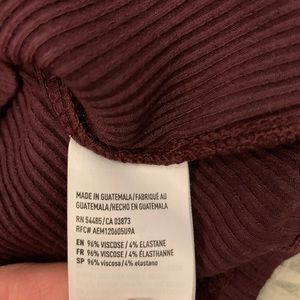 MADE IN GUATEMALA/FABRIQUÉ AU
GUATEMALA/HECHO EN GUATEMALA
RN 54485/CA 03873
RFC# AEM120605U9A
EN 96% VISCOSE / 4% ELASTANE
FR 96% VISCOSE / 4% ÉLASTHANNE
SP 96% viscosa/4% elastano